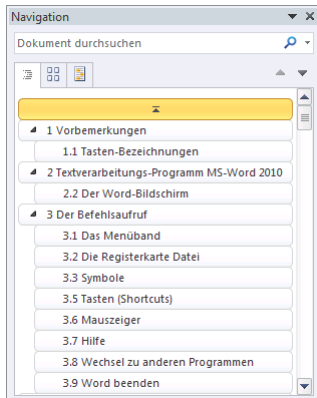 Navigation
Dokument durchsuchen
1 Vorbemerkungen
1.1 Tasten-Bezeichnungen
2 Textverarbeitungs-Programm MS-Word 2010
2.2 Der Word-Bildschirm
3 Der Befehlsaufruf
3.1 Das Menüband
3.2 Die Registerkarte Datei
3.3 Symbole
3.5 Tasten (Shortcuts)
3.6 Mauszeiger
3.7 Hilfe
3.8 Wechsel zu anderen Programmen
3.9 Word beenden